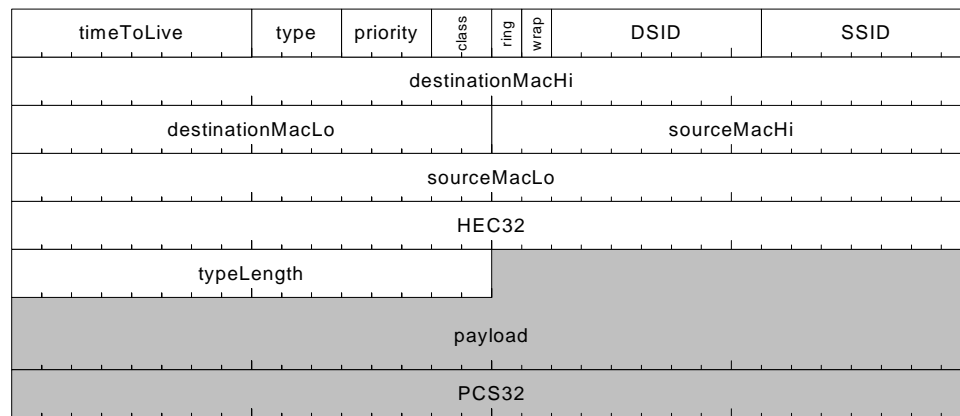 timeToLive type priority -class ring wrap DSID SSID
destinationMacHi
destinationMacLo sourceMacHi
sourceMacLo
HEC32
typeLength
payload
PCS32